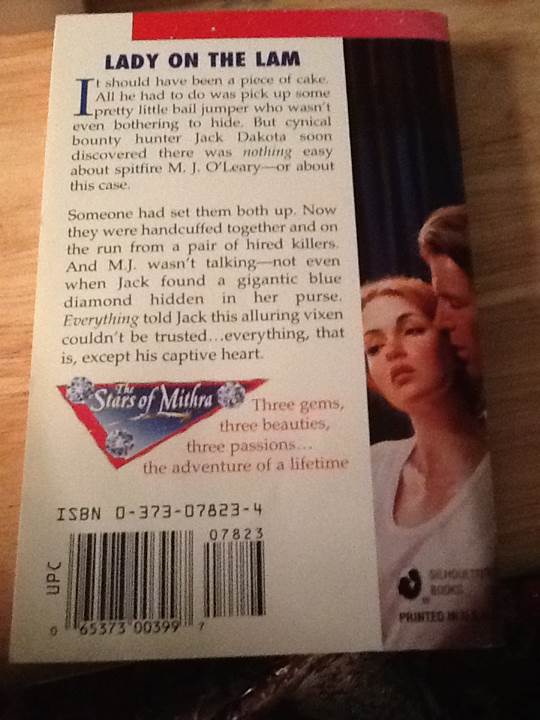 LADY ON THE LAM
It should have been a piece of cake.
All he had to do was pick up some
pretty little bail jumper who wasn't
even bothering to hide. But cynical
bounty hunter Jack Dakota soon
discovered there was nothing easy
about spitfire M. J. O'Leary—or about
this case.
Someone had set them both up. Now
they were handcuffed together and on
the run from a pair of hired killers.
And M.J. wasn't talking—not even
when Jack found a gigantic blue
diamond hidden in her purse.
Everything told Jack this alluring vixen
couldn't be trusted...everything, that
is, except his captive heart.
The
Stars of Mithra
Three gems,
three beauties,
three passions...
the adventure of a lifetime
ISBN 0-373-07823-4
07823
UPC
0 65373 00399 7
SILHOUETTE
BOOKS
PRINTED IN